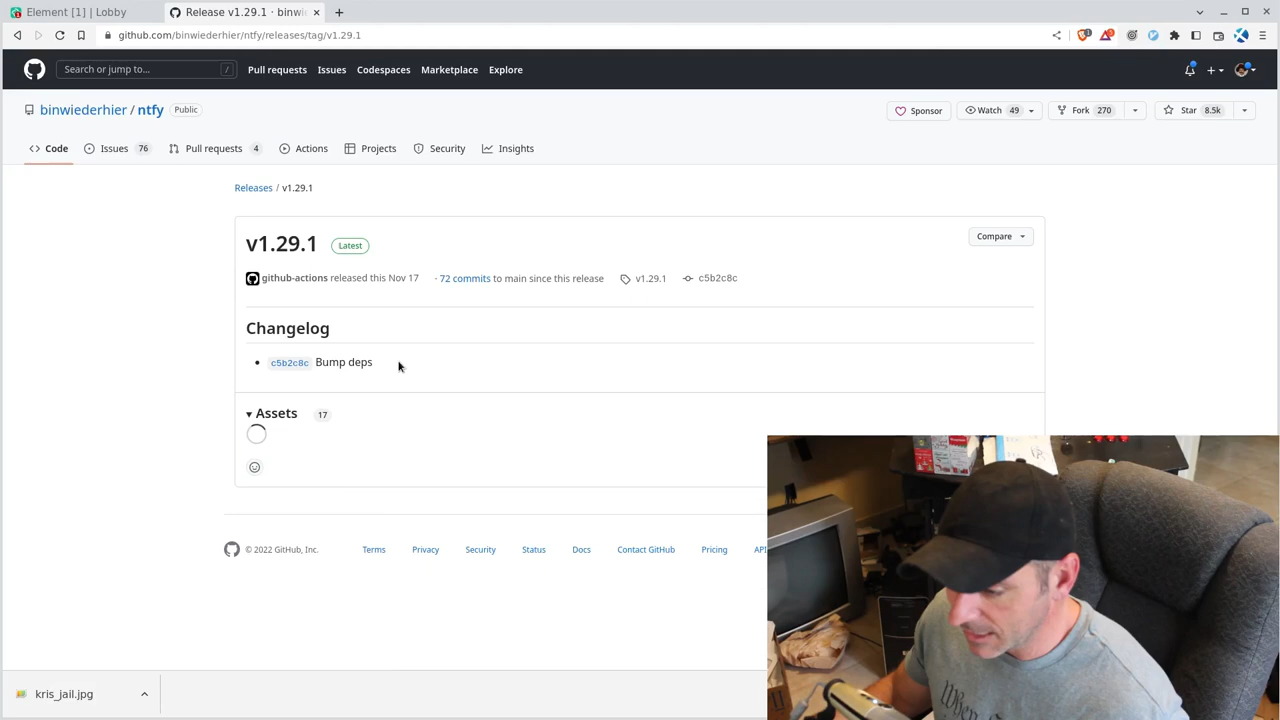 Element [1] | Lobby
Release v1.29.1 · binwie
github.com/binwiederhier/ntfy/releases/tag/v1.29.1
Search or jump to...
/
Pull requests
Issues
Codespaces
Marketplace
Explore
binwiederhier / ntfy
Public
Sponsor
Watch 49
Fork 270
Star 8.5k
Code
Issues 76
Pull requests 4
Actions
Projects
Security
Insights
Releases / v1.29.1
v1.29.1
Latest
Compare
github-actions released this Nov 17
· 72 commits to main since this release
v1.29.1
c5b2c8c
Changelog
• c5b2c8c Bump deps
Assets 17
© 2022 GitHub, Inc.
Terms
Privacy
Security
Status
Docs
Contact GitHub
Pricing
API
kris_jail.jpg